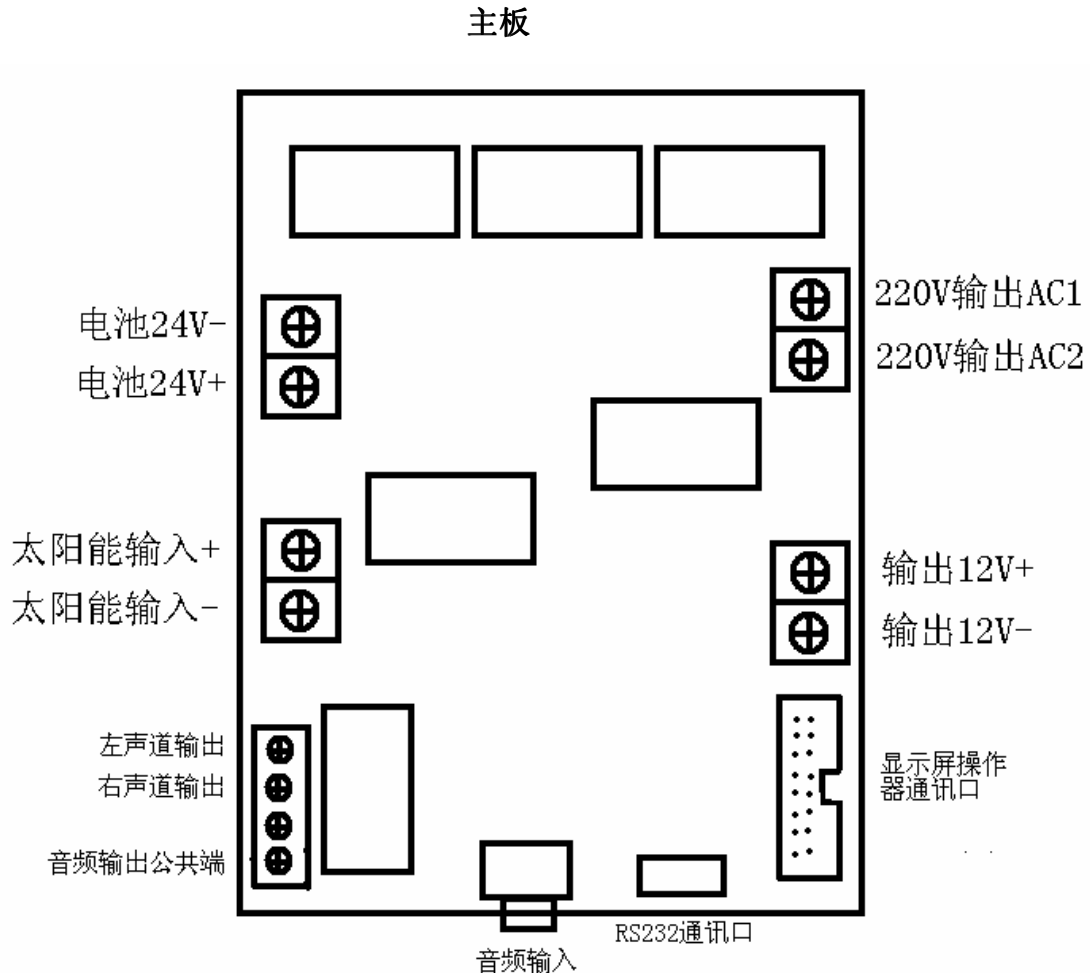 主板
220V输出AC1
电池24V-
220V输出AC2
电池24V+
太阳能输入+
输出12V+
太阳能输入-
输出12V-
左声道输出
显示屏操作
右声道输出
器通讯口
音频输出公共端
RS232通讯口
音频输入